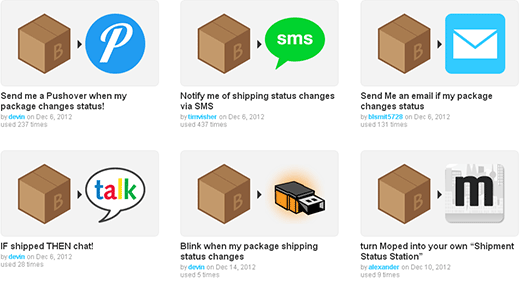 B
P
B
sms
B
Send me a Pushover when my
package changes status!
by devin on Dec 6, 2012
used 237 times
Notify me of shipping status changes
via SMS
by timvisher on Dec 6, 2012
used 437 times
Send Me an email if my package
changes status
by blsmit5728 on Dec 6, 2012
used 131 times
B
talk
B
B
m
IF shipped THEN chat!
by devin on Dec 6, 2012
used 28 times
Blink when my package shipping
status changes
by devin on Dec 14, 2012
used 5 times
turn Moped into your own “Shipment
Status Station”
by alexander on Dec 10, 2012
used 9 times